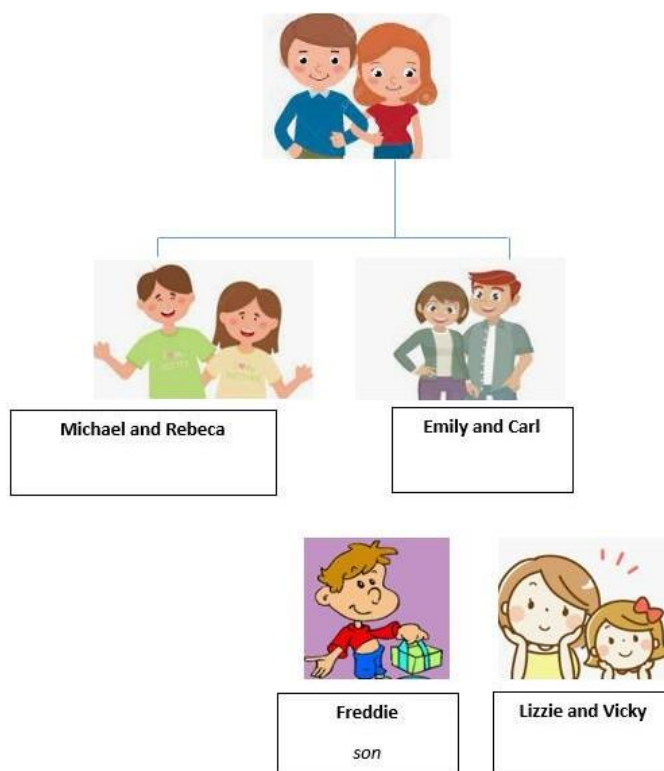 Michael and Rebeca
Emily and Carl
Freddie
son
Lizzie and Vicky